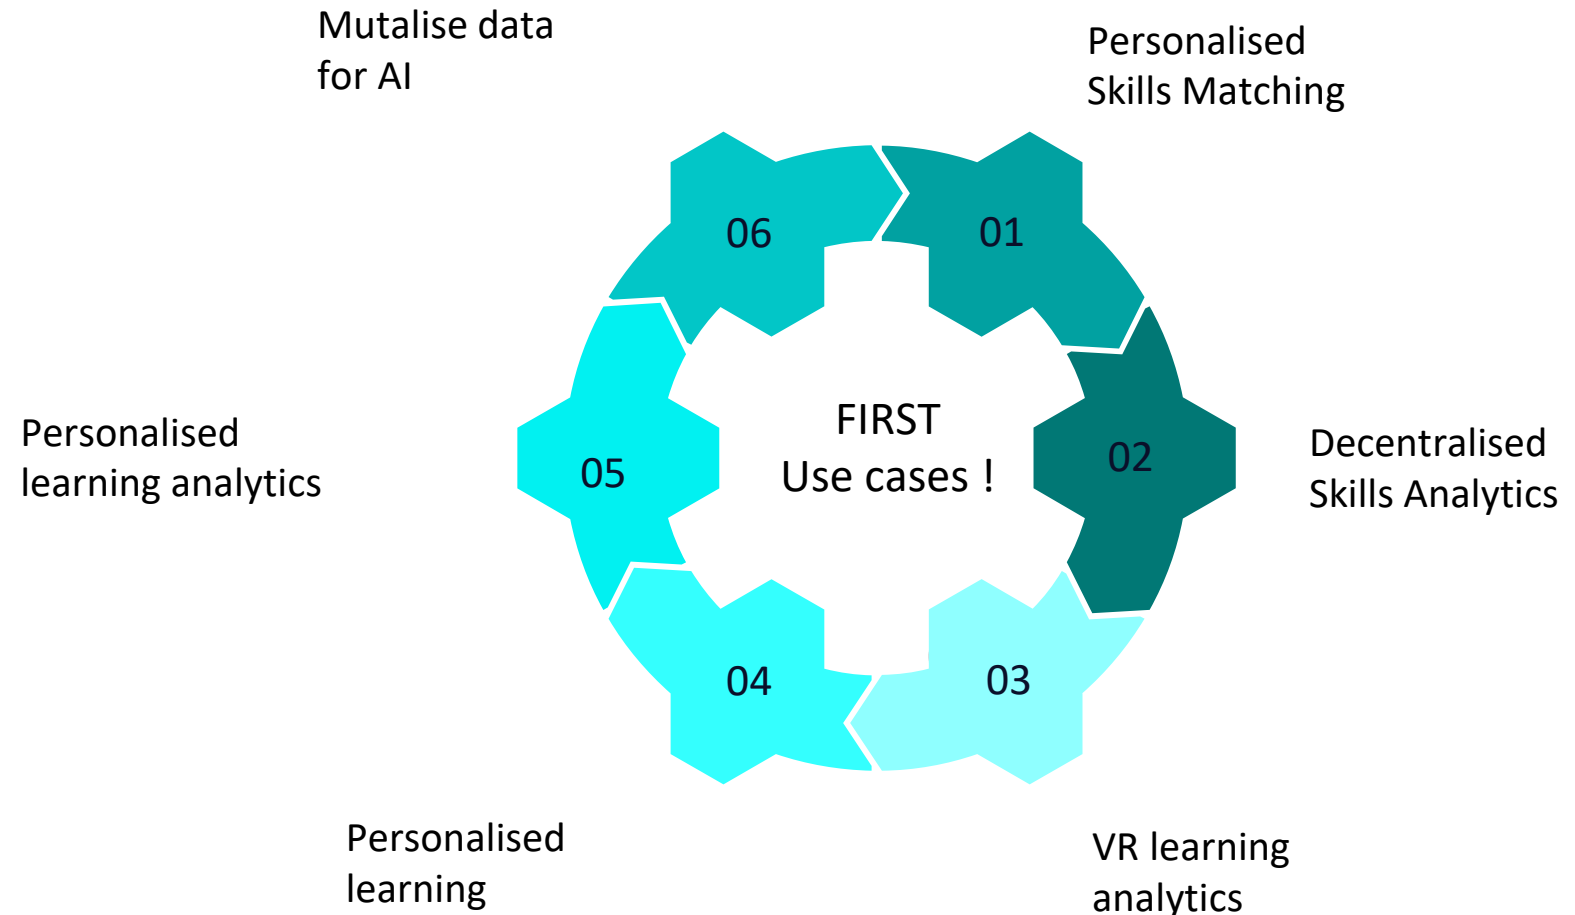 Mutalise data
for AI
Personalised
Skills Matching
06
01
Personalised
learning analytics
05
FIRST
Use cases !
02
Decentralised
Skills Analytics
04
03
Personalised
learning
VR learning
analytics